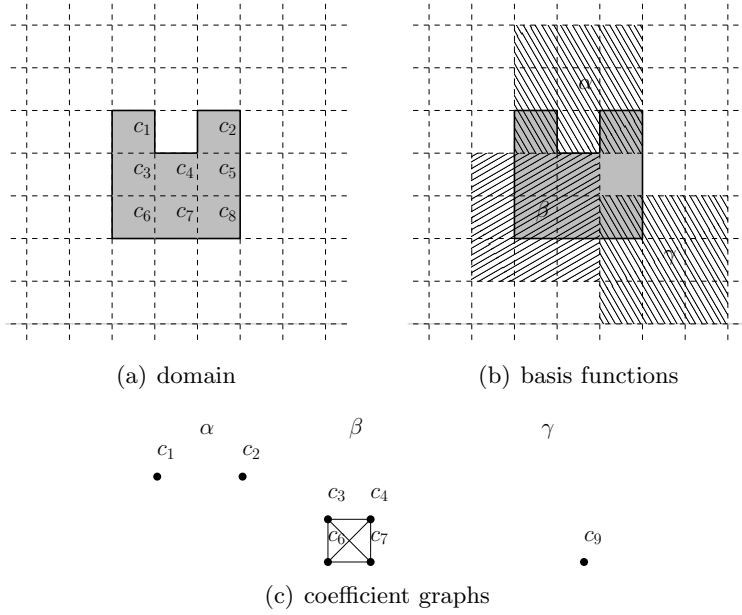 c₁ c₂
c₃ c₄ c₅
c₆ c₇ c₈
α
β
γ
(a) domain
(b) basis functions
α β γ
c₁ c₂
c₃ c₄
c₆ c₇ c₉
(c) coefficient graphs